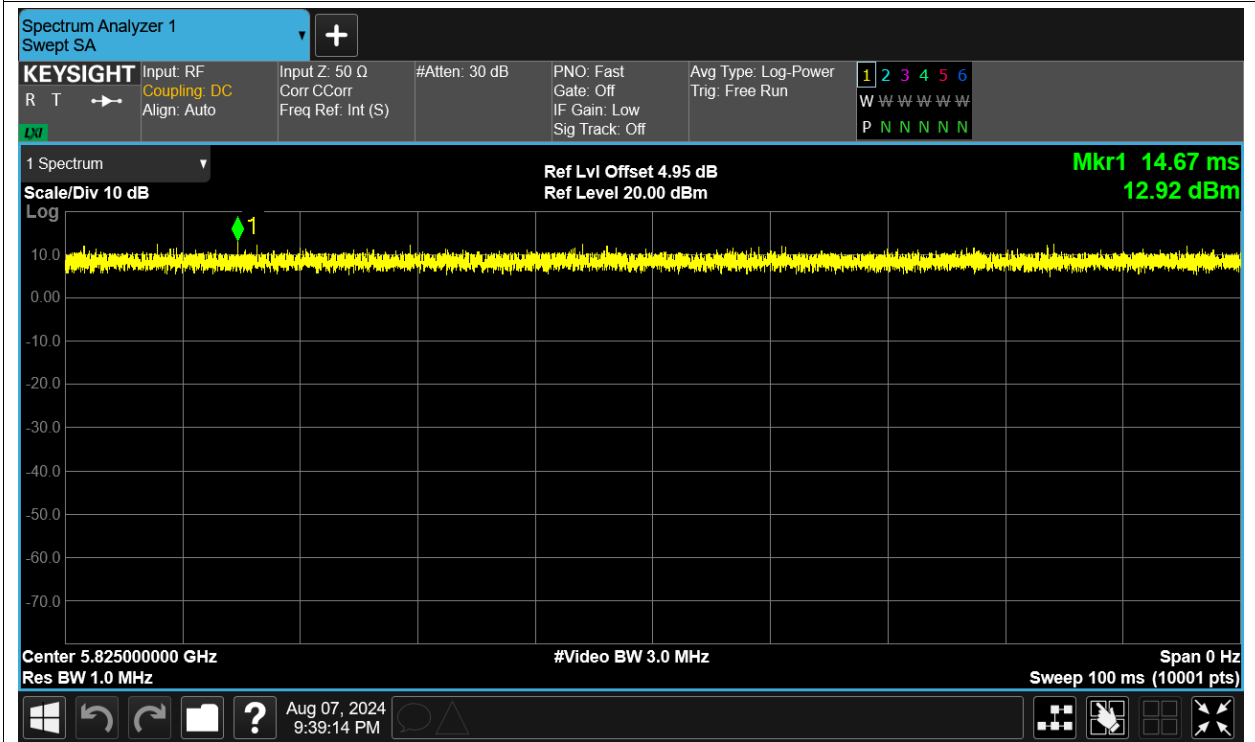 Spectrum Analyzer 1
Swept SA
+
KEYSIGHT Input: RF Input Z: 50 Ω #Atten: 30 dB PNO: Fast Avg Type: Log-Power 1 2 3 4 5 6
R T Coupling: DC Corr CCorr Gate: Off Trig: Free Run W W W W W W
Align: Auto Freq Ref: Int (S) IF Gain: Low
LXI Sig Track: Off P N N N N N
1 Spectrum Ref Lvl Offset 4.95 dB Mkr1 14.67 ms
Scale/Div 10 dB Ref Level 20.00 dBm 12.92 dBm
Log
1
10.0
0.00
-10.0
-20.0
-30.0
-40.0
-50.0
-60.0
-70.0
Center 5.825000000 GHz #Video BW 3.0 MHz Span 0 Hz
Res BW 1.0 MHz Sweep 100 ms (10001 pts)
? Aug 07, 2024
9:39:14 PM